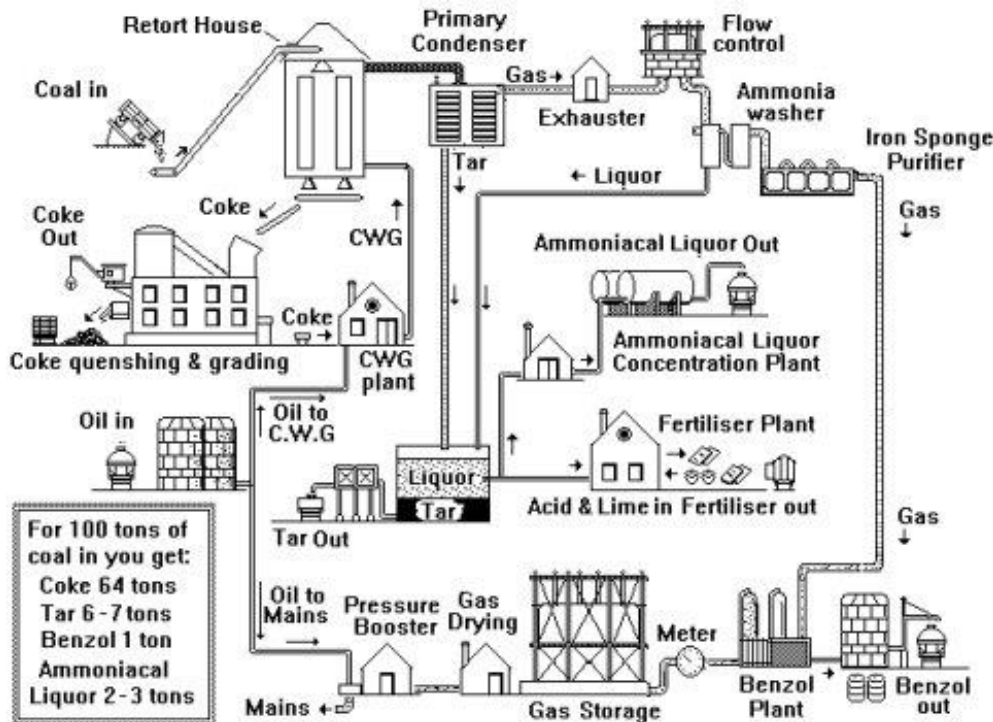 Retort House
Primary
Condenser
Flow
control
Gas
Coal in
Exhauster
Ammonia
washer
Iron Sponge
Purifier
Tar
Liquor
Gas
Coke
CWG
Coke
Out
Ammoniacal Liquor Out
Coke
Coke quenshing & grading
CWG
plant
Ammoniacal Liquor
Concentration Plant
Oil in
Oil to
C.W.G
Fertiliser Plant
Liquor
Tar
Acid & Lime in Fertiliser out
Tar Out
Gas
For 100 tons of
coal in you get:
Coke 64 tons
Tar 6-7 tons
Benzol 1 ton
Ammoniacal
Liquor 2-3 tons
Oil to
Mains
Pressure
Booster
Gas
Drying
Meter
Mains
Gas Storage
Benzol
Plant
Benzol
out